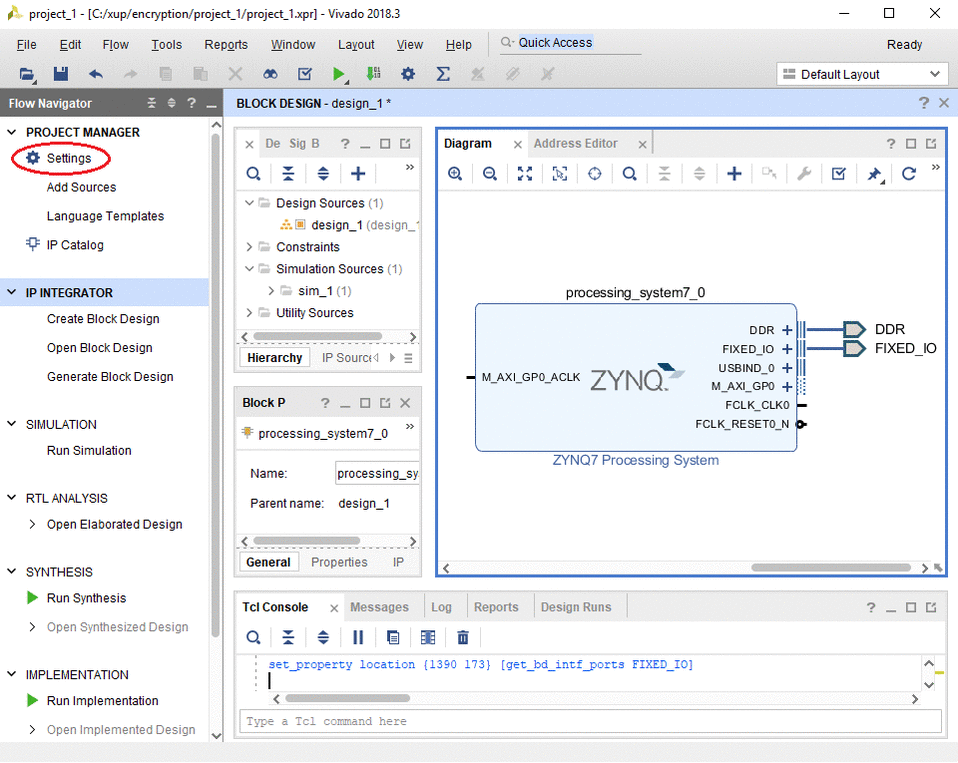 project_1 - [C:/xup/encryption/project_1/project_1.xpr] - Vivado 2018.3
File Edit Flow Tools Reports Window Layout View Help Quick Access Ready
Default Layout
Flow Navigator
PROJECT MANAGER
Settings
Add Sources
Language Templates
IP Catalog
IP INTEGRATOR
Create Block Design
Open Block Design
Generate Block Design
SIMULATION
Run Simulation
RTL ANALYSIS
Open Elaborated Design
SYNTHESIS
Run Synthesis
Open Synthesized Design
IMPLEMENTATION
Run Implementation
Open Implemented Design
BLOCK DESIGN - design_1 *
De Sig B
Design Sources (1)
design_1 (design_1
Constraints
Simulation Sources (1)
sim_1 (1)
Utility Sources
Hierarchy IP Source
Block P
processing_system7_0
Name: processing_sy
Parent name: design_1
General Properties IP
Diagram Address Editor
processing_system7_0
M_AXI_GP0_ACLK
ZYNQ
DDR
FIXED_IO
USBIND_0
M_AXI_GP0
FCLK_CLK0
FCLK_RESET0_N
DDR
FIXED_IO
ZYNQ7 Processing System
Tcl Console Messages Log Reports Design Runs
set_property location {1390 173} [get_bd_intf_ports FIXED_IO]
Type a Tcl command here